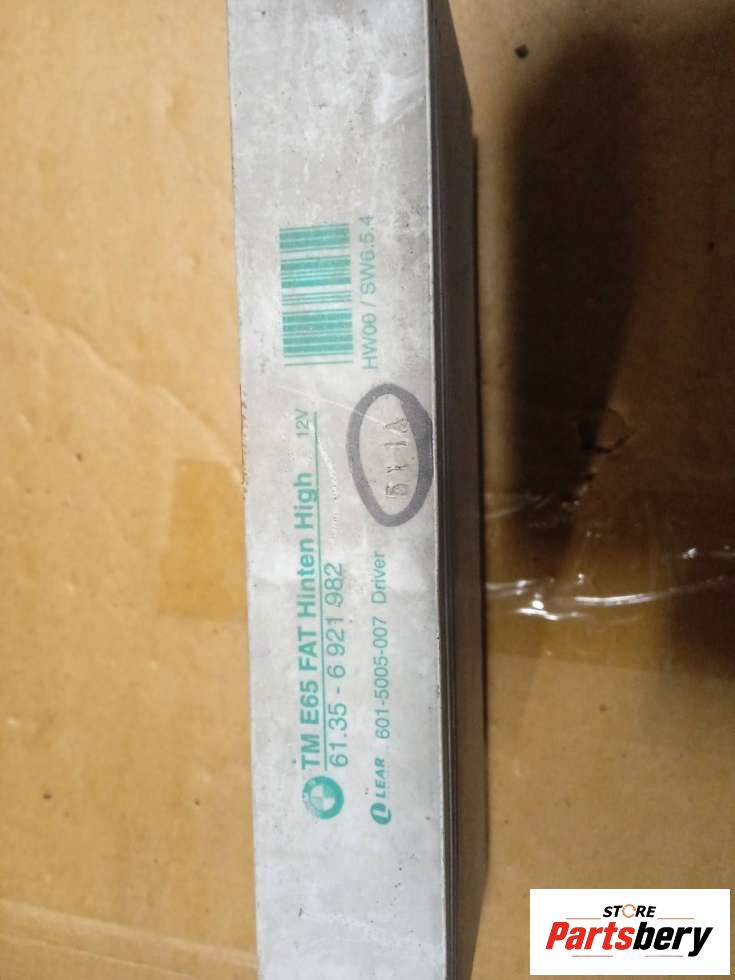 TM E65 FAT Hinten High 12V
61.35 - 6 921 982
LEAR 601-5005-007 Driver
HW00 / SW6.5.4
STORE
Partsbery